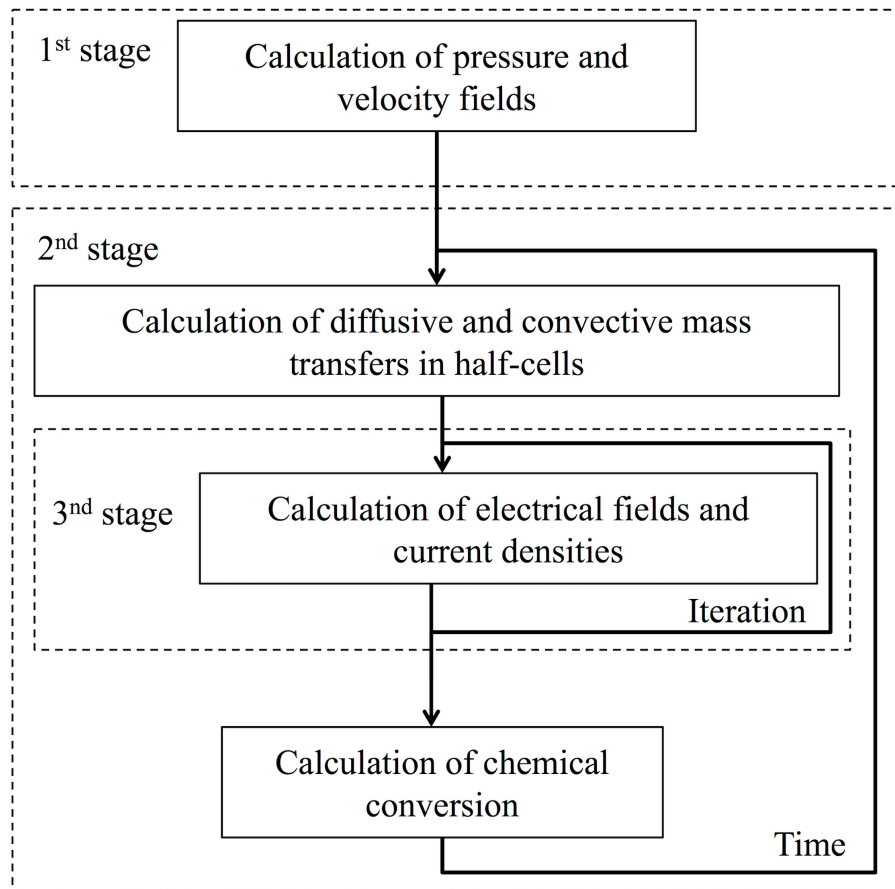 1st stage
Calculation of pressure and
velocity fields
2nd stage
Calculation of diffusive and convective mass
transfers in half-cells
3nd stage
Calculation of electrical fields and
current densities
Iteration
Calculation of chemical
conversion
Time